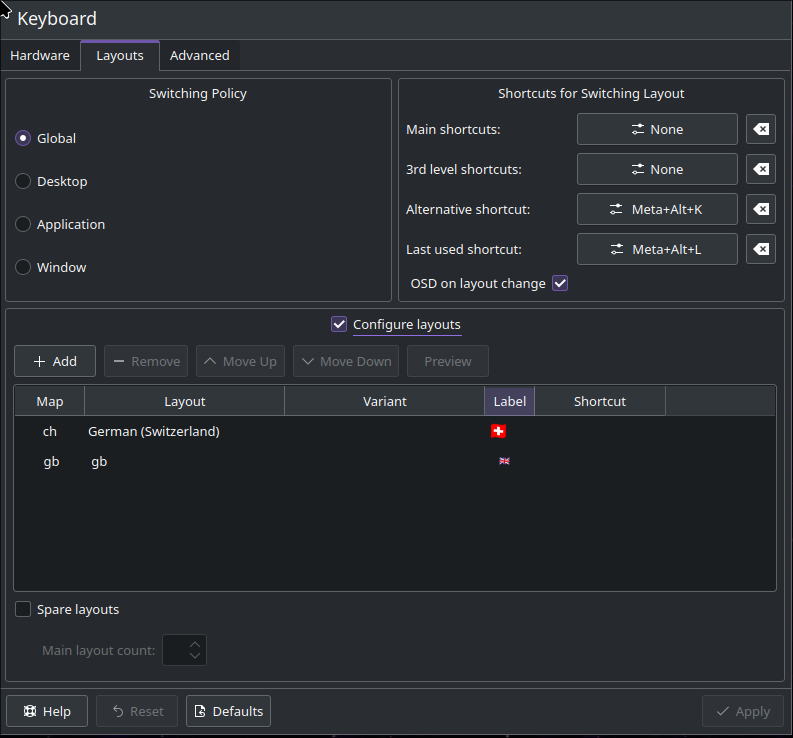 Keyboard
Hardware Layouts Advanced
Switching Policy
Global
Desktop
Application
Window
Shortcuts for Switching Layout
Main shortcuts: None
3rd level shortcuts: None
Alternative shortcut: Meta+Alt+K
Last used shortcut: Meta+Alt+L
OSD on layout change
Configure layouts
Add Remove Move Up Move Down Preview
Map Layout Variant Label Shortcut
ch German (Switzerland)
gb gb
Spare layouts
Main layout count:
Help Reset Defaults Apply